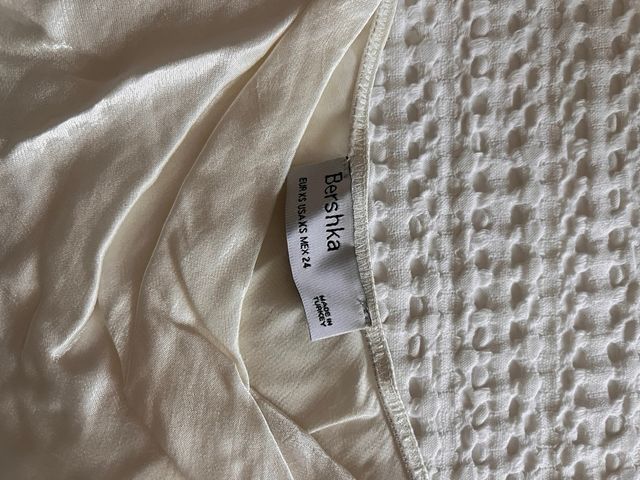 Bershka
EUR XS USA XS MEX 24
MADE IN
TURKEY